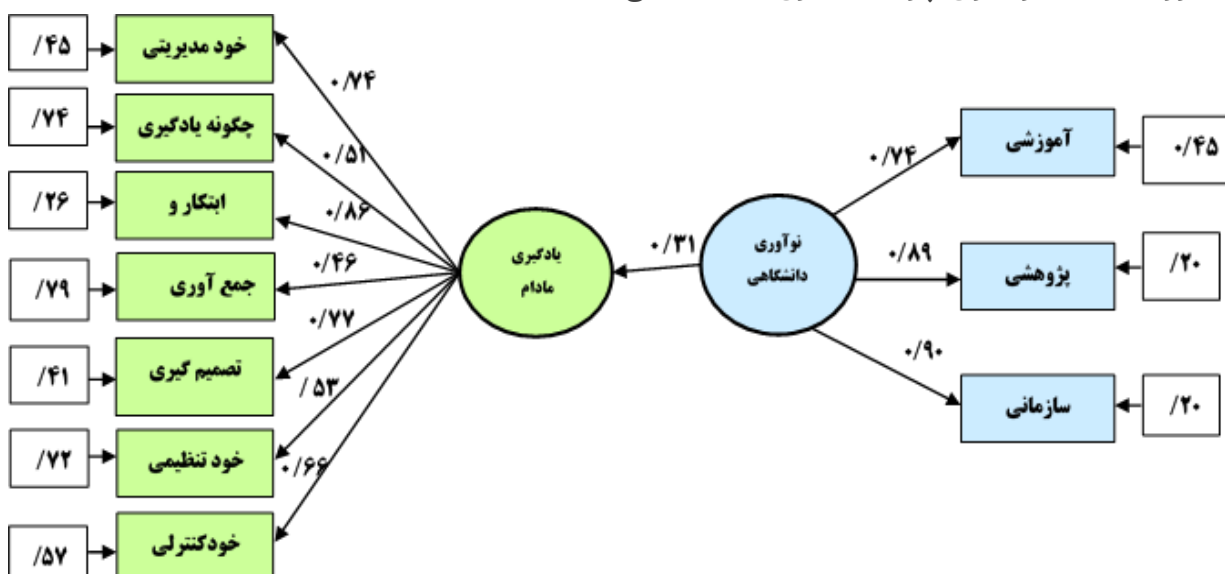 خود مدیریتی
/۴۵
چگونه یادگیری
/۷۴
ابتکار و
/۲۶
جمع آوری
/۷۹
تصمیم گیری
/۴۱
خود تنظیمی
/۷۲
خودکنترلی
/۵۷
۰/۷۴
۰/۵۱
۰/۸۶
۰/۴۶
۰/۷۷
/۵۳
۰/۶۶
یادگیری
مادام
۰/۳۱
نوآوری
دانشگاهی
۰/۷۴
۰/۸۹
۰/۹۰
آموزشی
۰/۴۵
پژوهشی
/۲۰
سازمانی
/۲۰